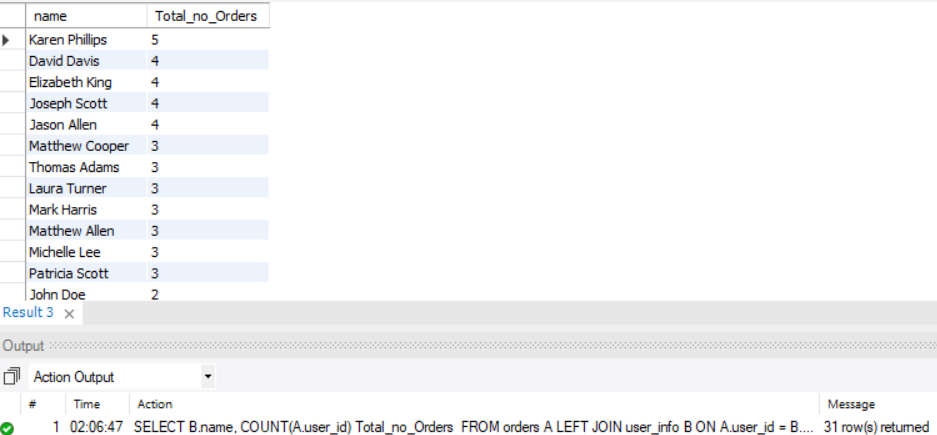 name Total_no_Orders
Karen Phillips 5
David Davis 4
Elizabeth King 4
Joseph Scott 4
Jason Allen 4
Matthew Cooper 3
Thomas Adams 3
Laura Turner 3
Mark Harris 3
Matthew Allen 3
Michelle Lee 3
Patricia Scott 3
John Doe 2
Result 3 ×
Output
Action Output
# Time Action Message
1 02:06:47 SELECT B.name, COUNT(A.user_id) Total_no_Orders FROM orders A LEFT JOIN user_info B ON A.user_id = B.... 31 row(s) returned